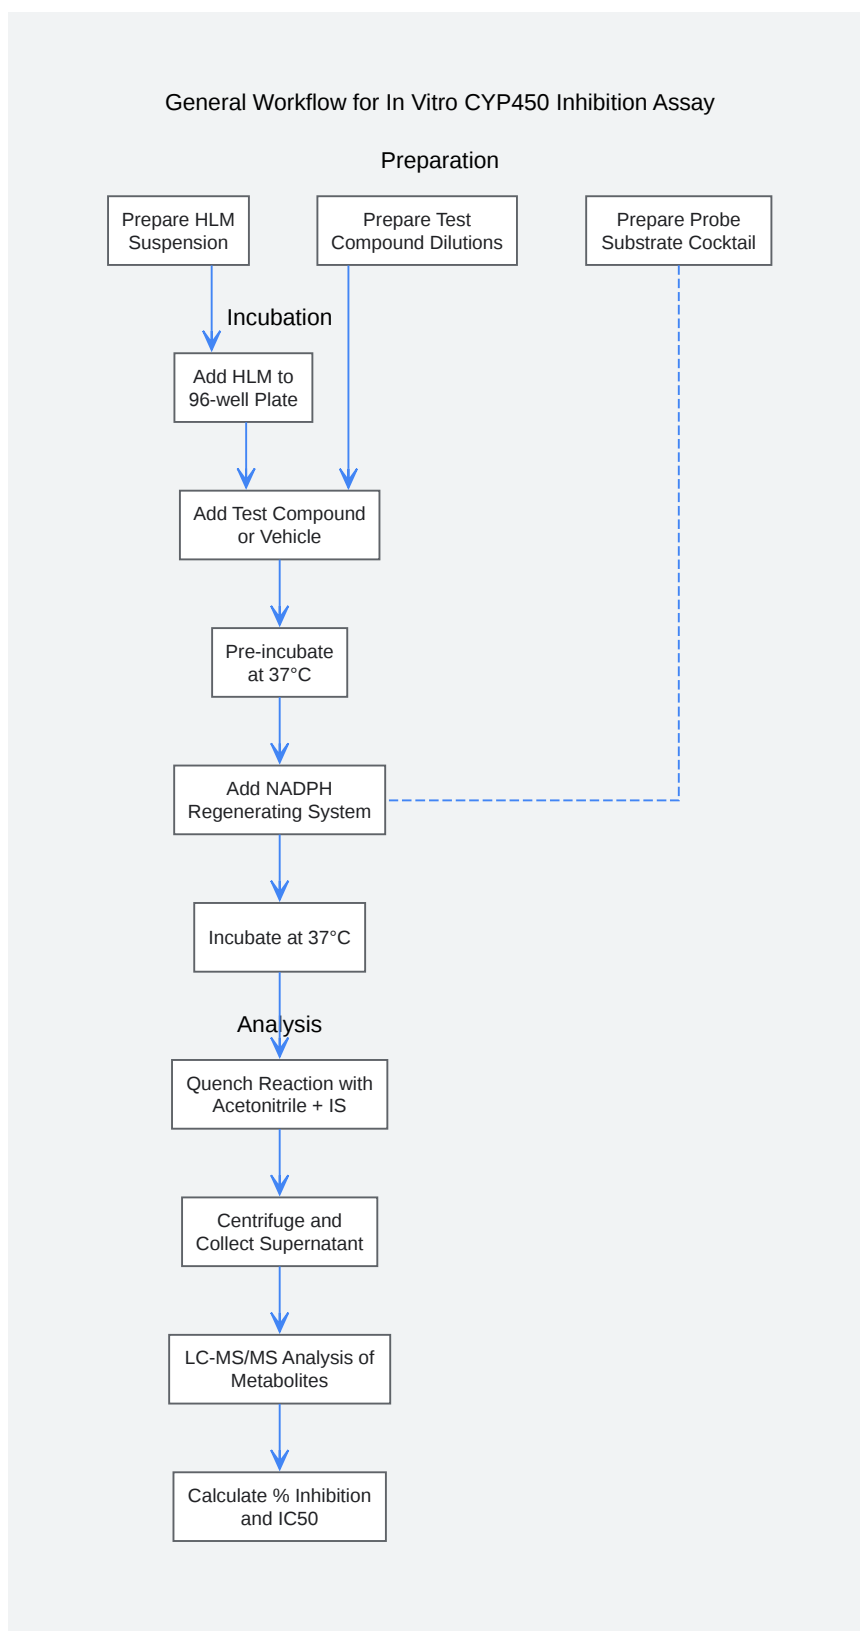 General Workflow for In Vitro CYP450 Inhibition Assay
Preparation
Prepare HLM
Suspension
Prepare Test
Compound Dilutions
Prepare Probe
Substrate Cocktail
Incubation
Add HLM to
96-well Plate
Add Test Compound
or Vehicle
Pre-incubate
at 37°C
Add NADPH
Regenerating System
Incubate at 37°C
Analysis
Quench Reaction with
Acetonitrile + IS
Centrifuge and
Collect Supernatant
LC-MS/MS Analysis of
Metabolites
Calculate % Inhibition
and IC50